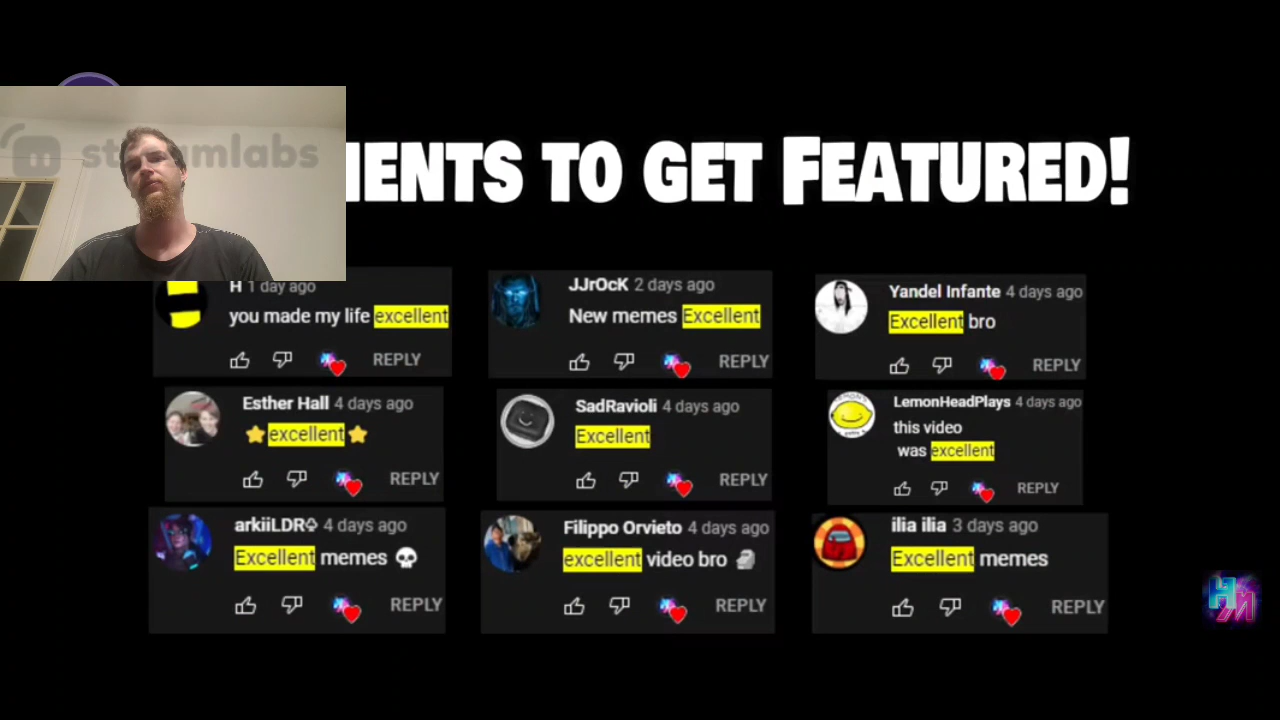 streamlabs
MENTS TO GET FEATURED!
H 1 day ago
you made my life excellent
REPLY
JJrOcK 2 days ago
New memes Excellent
REPLY
Yandel Infante 4 days ago
Excellent bro
REPLY
Esther Hall 4 days ago
⭐excellent⭐
REPLY
SadRavioli 4 days ago
Excellent
REPLY
LemonHeadPlays 4 days ago
this video
was excellent
REPLY
arkiiLDR♤ 4 days ago
Excellent memes 💀
REPLY
Filippo Orvieto 4 days ago
excellent video bro 🗿
REPLY
ilia ilia 3 days ago
Excellent memes
REPLY
HM